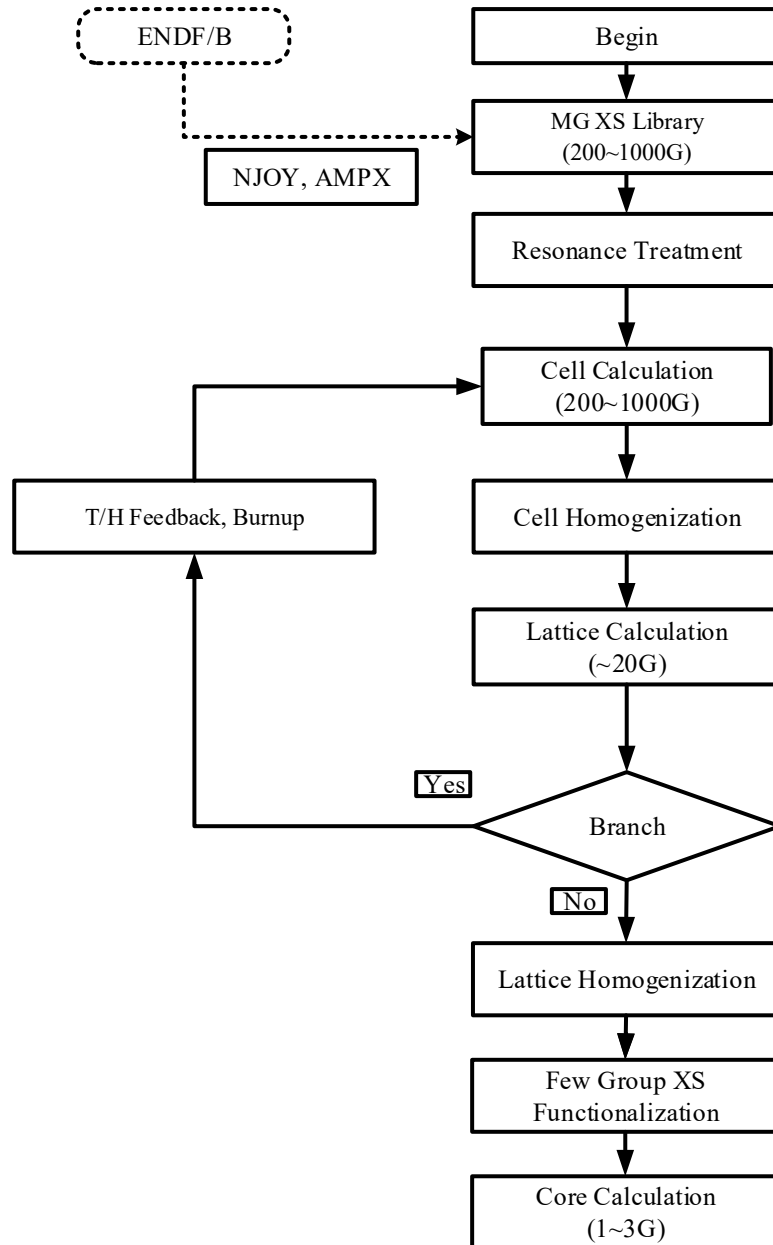 ENDF/B
Begin
MG XS Library
(200~1000G)
NJOY, AMPX
Resonance Treatment
Cell Calculation
(200~1000G)
T/H Feedback, Burnup
Cell Homogenization
Lattice Calculation
(~20G)
Yes
Branch
No
Lattice Homogenization
Few Group XS
Functionalization
Core Calculation
(1~3G)